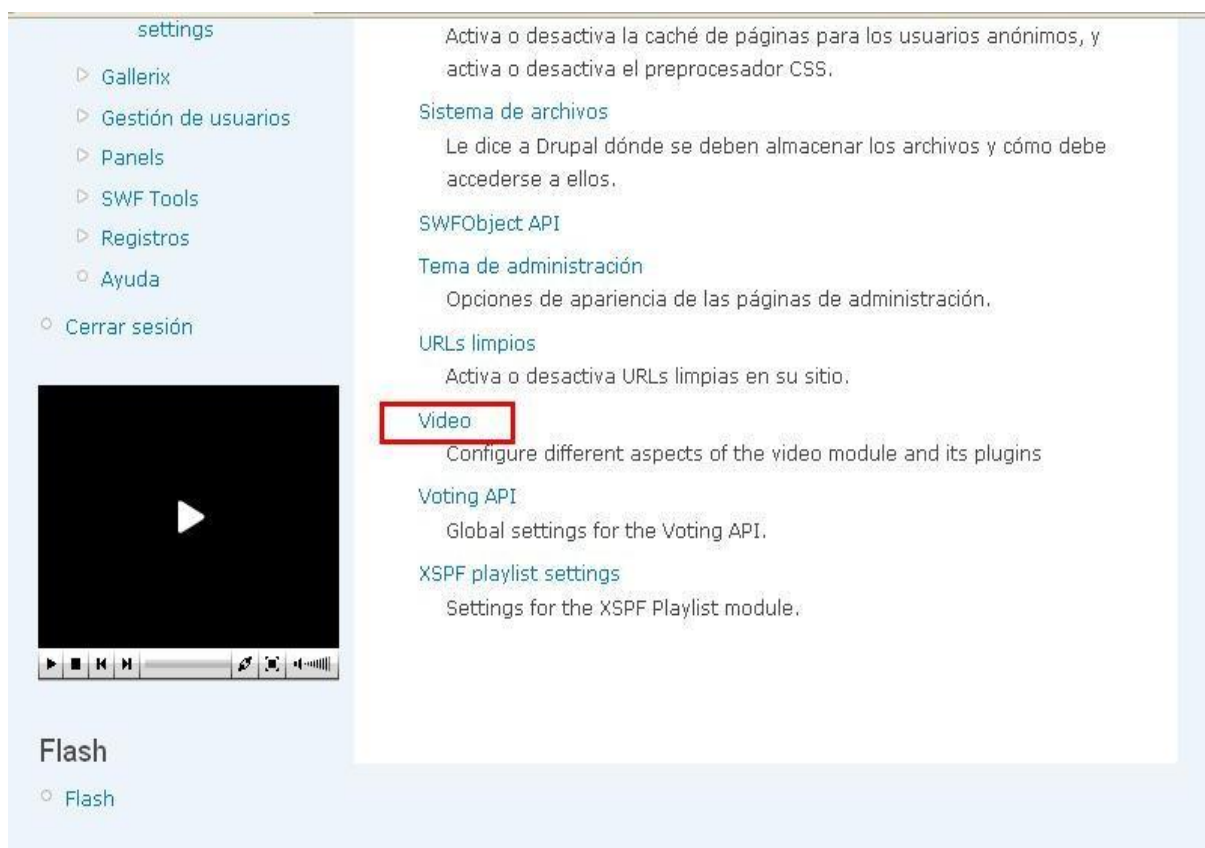 settings
Gallerix
Gestión de usuarios
Panels
SWF Tools
Registros
Ayuda
Cerrar sesión
Flash
Flash
Activa o desactiva la caché de páginas para los usuarios anónimos, y
activa o desactiva el preprocesador CSS.
Sistema de archivos
Le dice a Drupal dónde se deben almacenar los archivos y cómo debe
accederse a ellos.
SWFObject API
Tema de administración
Opciones de apariencia de las páginas de administración.
URLs limpios
Activa o desactiva URLs limpias en su sitio.
Video
Configure different aspects of the video module and its plugins
Voting API
Global settings for the Voting API.
XSPF playlist settings
Settings for the XSPF Playlist module.